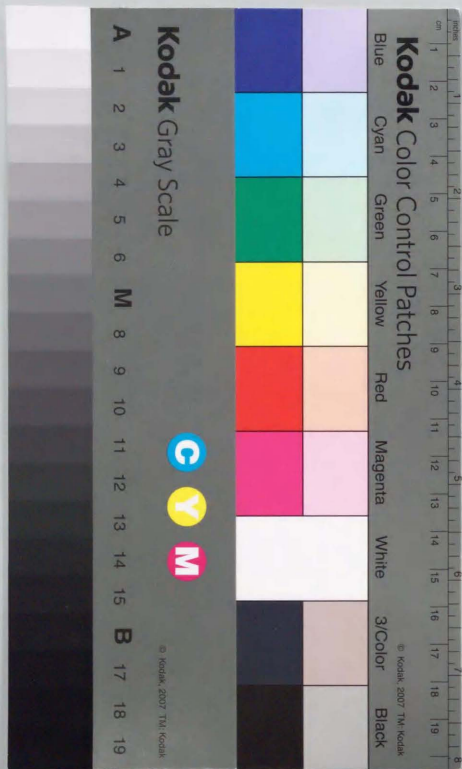 Kodak Color Control Patches
© Kodak, 2007 TM: Kodak
inches 1 2 3 4 5 6 7 8
cm 1 2 3 4 5 6 7 8 9 10 11 12 13 14 15 16 17 18 19
Blue Cyan Green Yellow Red Magenta White 3/Color Black
Kodak Gray Scale
C Y M
© Kodak, 2007 TM: Kodak
A 1 2 3 4 5 6 M 8 9 10 11 12 13 14 15 B 17 18 19